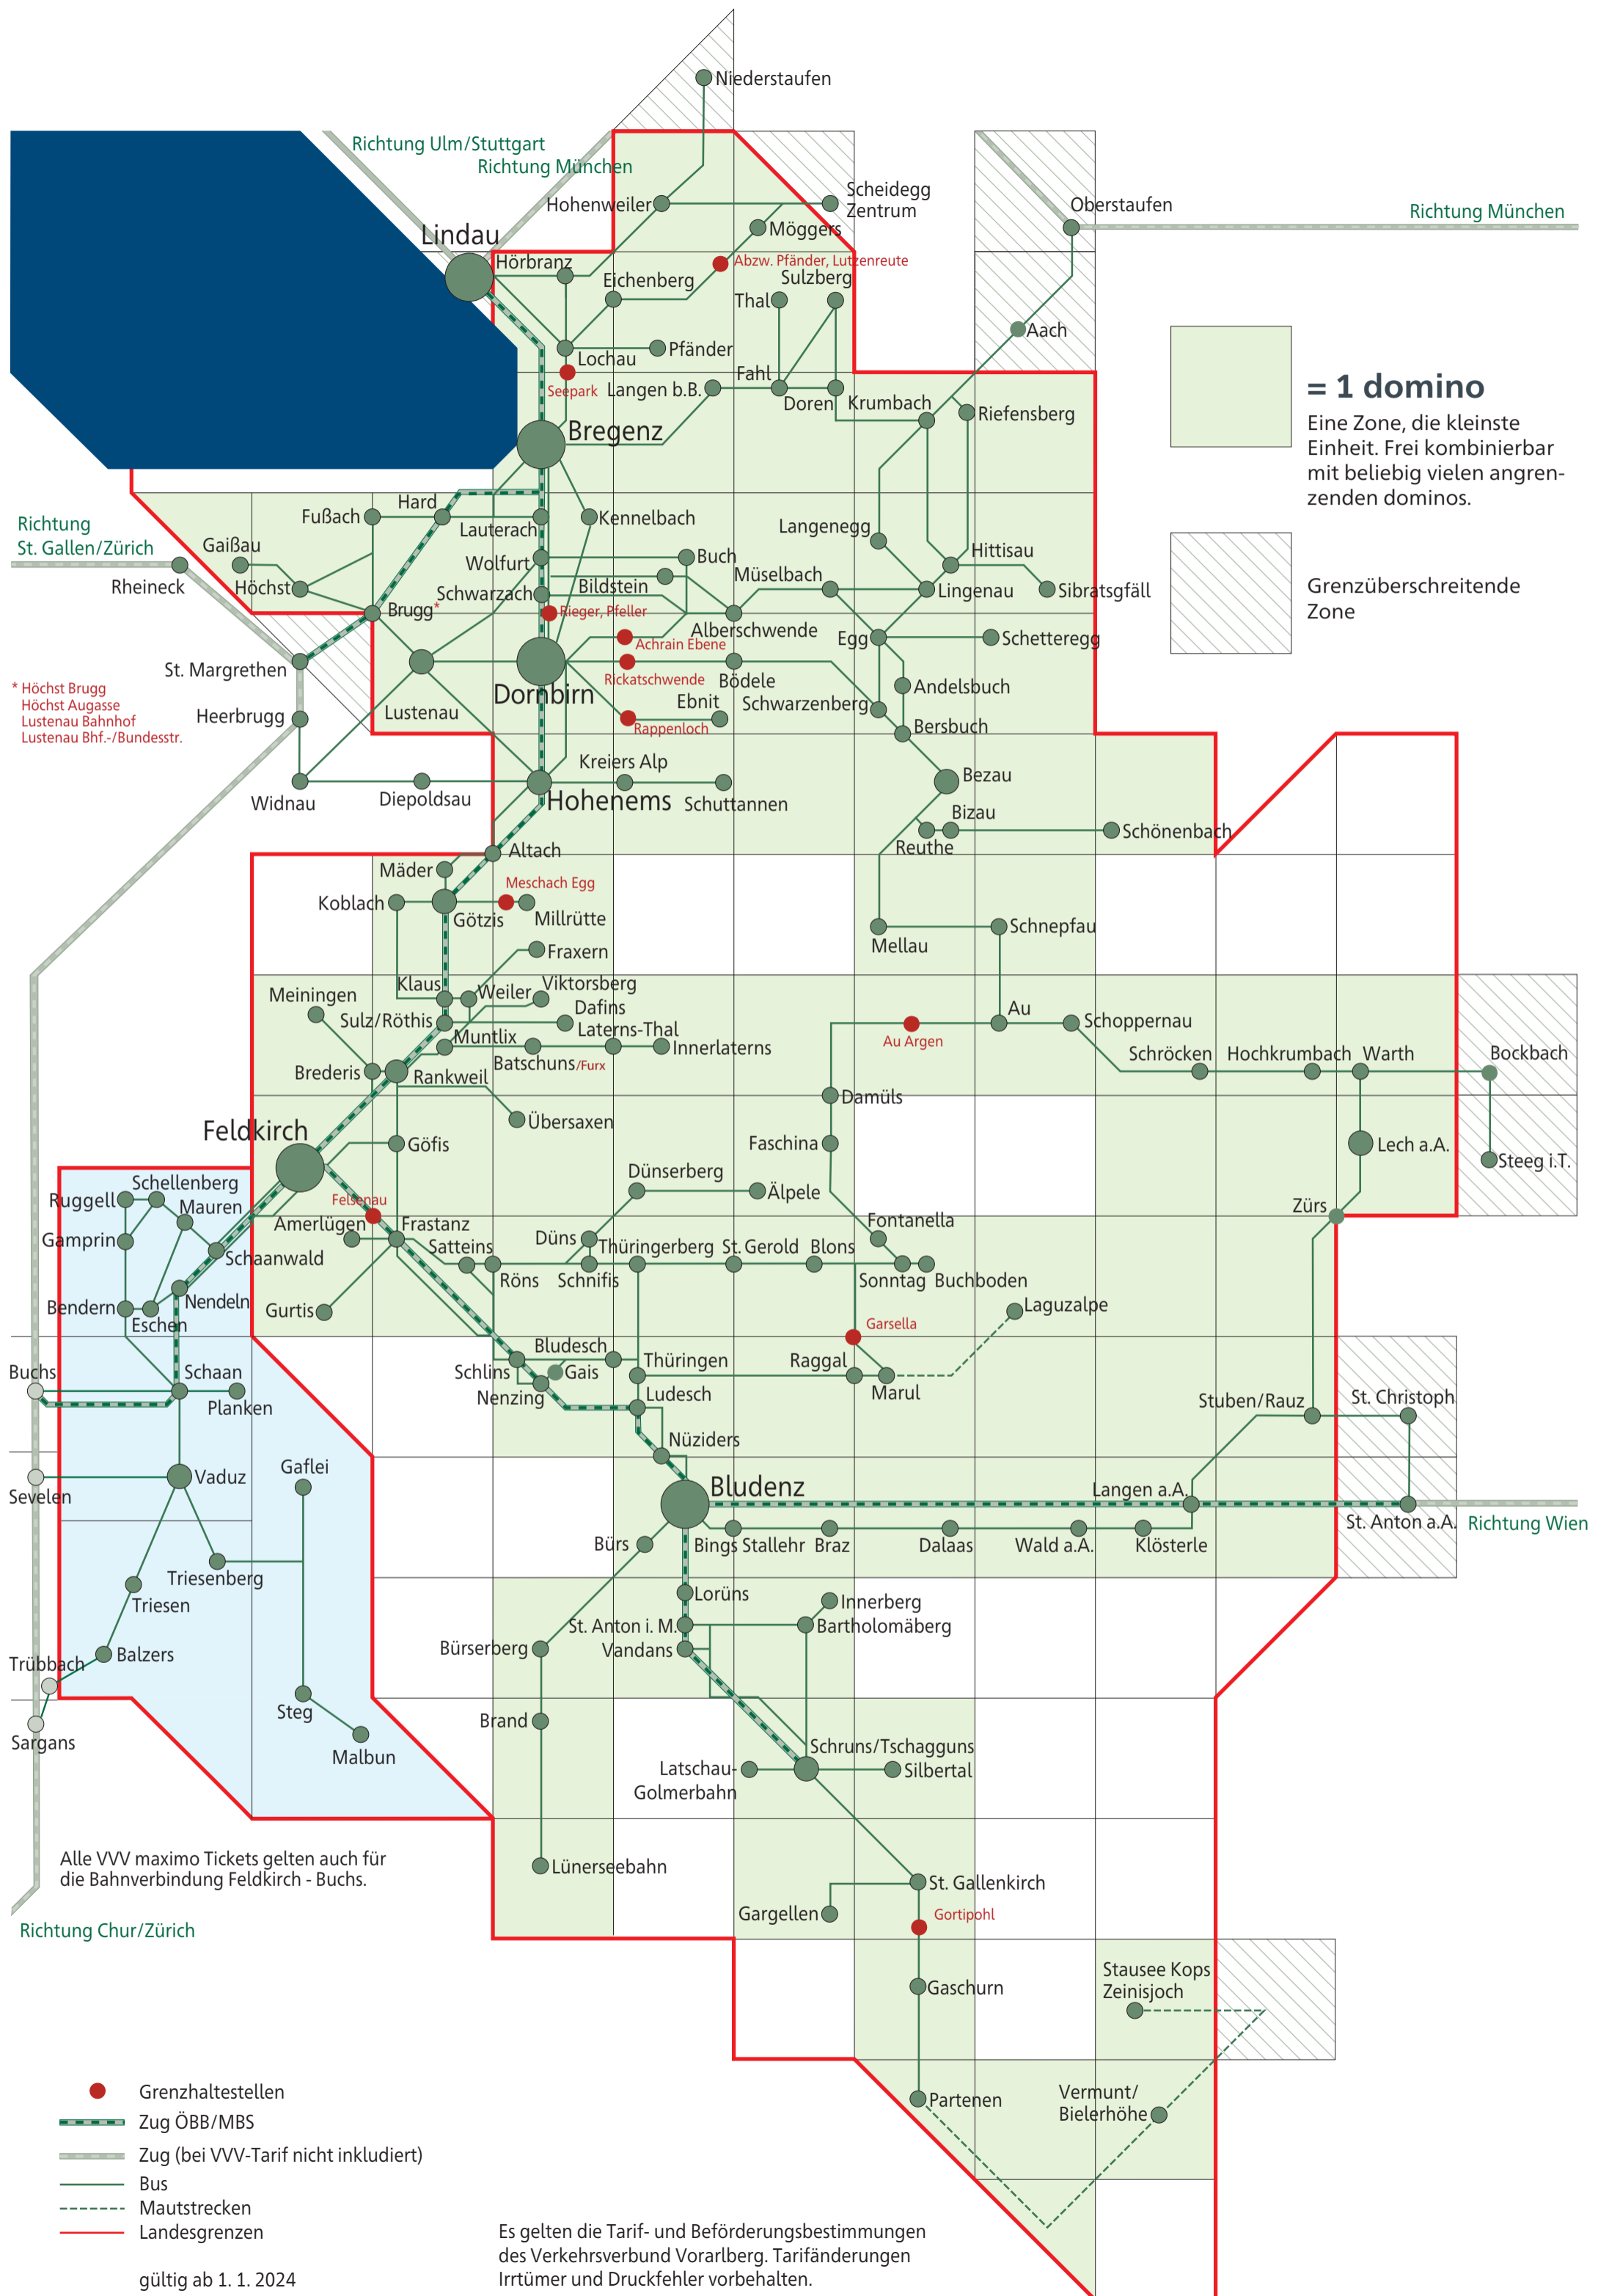 Niederstaufen
Richtung Ulm/Stuttgart
Richtung München
Hohenweiler
Scheidegg
Zentrum
Möggers
Oberstaufen
Richtung München
Lindau
Hörbranz
Abzw. Pfänder, Lutzenreute
Eichenberg
Sulzberg
Thal
Aach
Lochau
Pfänder
Seepark
Langen b.B.
Fahl
Doren
Krumbach
Riefensberg
= 1 domino
Eine Zone, die kleinste
Einheit. Frei kombinierbar
mit beliebig vielen angren-
zenden dominos.
Bregenz
Hard
Fußach
Lauterach
Kennelbach
Langenegg
Richtung
St. Gallen/Zürich
Gaißau
Rheineck
Höchst
Wolfurt
Buch
Bildstein
Müselbach
Hittisau
Lingenau
Sibratsgfäll
Grenzüberschreitende
Zone
Schwarzach
Brugg*
Rieger, Pfeller
Alberschwende
Achrain Ebene
Egg
Schetteregg
St. Margrethen
* Höchst Brugg
Höchst Augasse
Lustenau Bahnhof
Lustenau Bhf.-/Bundesstr.
Heerbrugg
Lustenau
Dornbirn
Rickatschwende
Bödele
Ebnit
Rappenloch
Schwarzenberg
Andelsbuch
Bersbuch
Widnau
Diepoldsau
Hohenems
Kreiers Alp
Schuttannen
Bezau
Bizau
Reuthe
Schönenbach
Altach
Mäder
Meschach Egg
Koblach
Götzis
Millrütte
Mellau
Schnepfau
Fraxern
Klaus
Weiler
Viktorsberg
Meiningen
Sulz/Röthis
Dafins
Muntlix
Laterns-Thal
Batschuns/Furx
Innerlaterns
Au
Au Argen
Schoppernau
Schröcken
Hochkrumbach
Warth
Bockbach
Brederis
Rankweil
Damüls
Übersaxen
Feldkirch
Göfis
Faschina
Lech a.A.
Steeg i.T.
Dünserberg
Älpele
Zürs
Schellenberg
Ruggell
Mauren
Gamprin
Schaanwald
Felsenau
Amerlügen
Frastanz
Satteins
Düns
Thüringerberg
St. Gerold
Blons
Fontanella
Röns
Schnifis
Sonntag
Buchboden
Nendeln
Bendern
Eschen
Gurtis
Laguzalpe
Garsella
Bludesch
Schlins
Gais
Thüringen
Raggal
Marul
Nenzing
Ludesch
Buchs
Schaan
Planken
Stuben/Rauz
St. Christoph
Nüziders
Sevelen
Vaduz
Gaflei
Bludenz
Langen a.A.
St. Anton a.A.
Richtung Wien
Bürs
Bings
Stallehr
Braz
Dalaas
Wald a.A.
Klösterle
Triesenberg
Triesen
Lorüns
Innerberg
St. Anton i. M.
Bartholomäberg
Bürserberg
Vandans
Balzers
Trübbach
Steg
Sargans
Malbun
Brand
Schruns/Tschagguns
Latschau-
Golmerbahn
Silbertal
Alle VVV maximo Tickets gelten auch für
die Bahnverbindung Feldkirch - Buchs.
Lünerseebahn
Richtung Chur/Zürich
St. Gallenkirch
Gargellen
Gortipohl
Gaschurn
Stausee Kops
Zeinisjoch
Partenen
Vermunt/
Bielerhöhe
Grenzhaltestellen
Zug ÖBB/MBS
Zug (bei VVV-Tarif nicht inkludiert)
Bus
Mautstrecken
Landesgrenzen
gültig ab 1. 1. 2024
Es gelten die Tarif- und Beförderungsbestimmungen
des Verkehrsverbund Vorarlberg. Tarifänderungen
Irrtümer und Druckfehler vorbehalten.